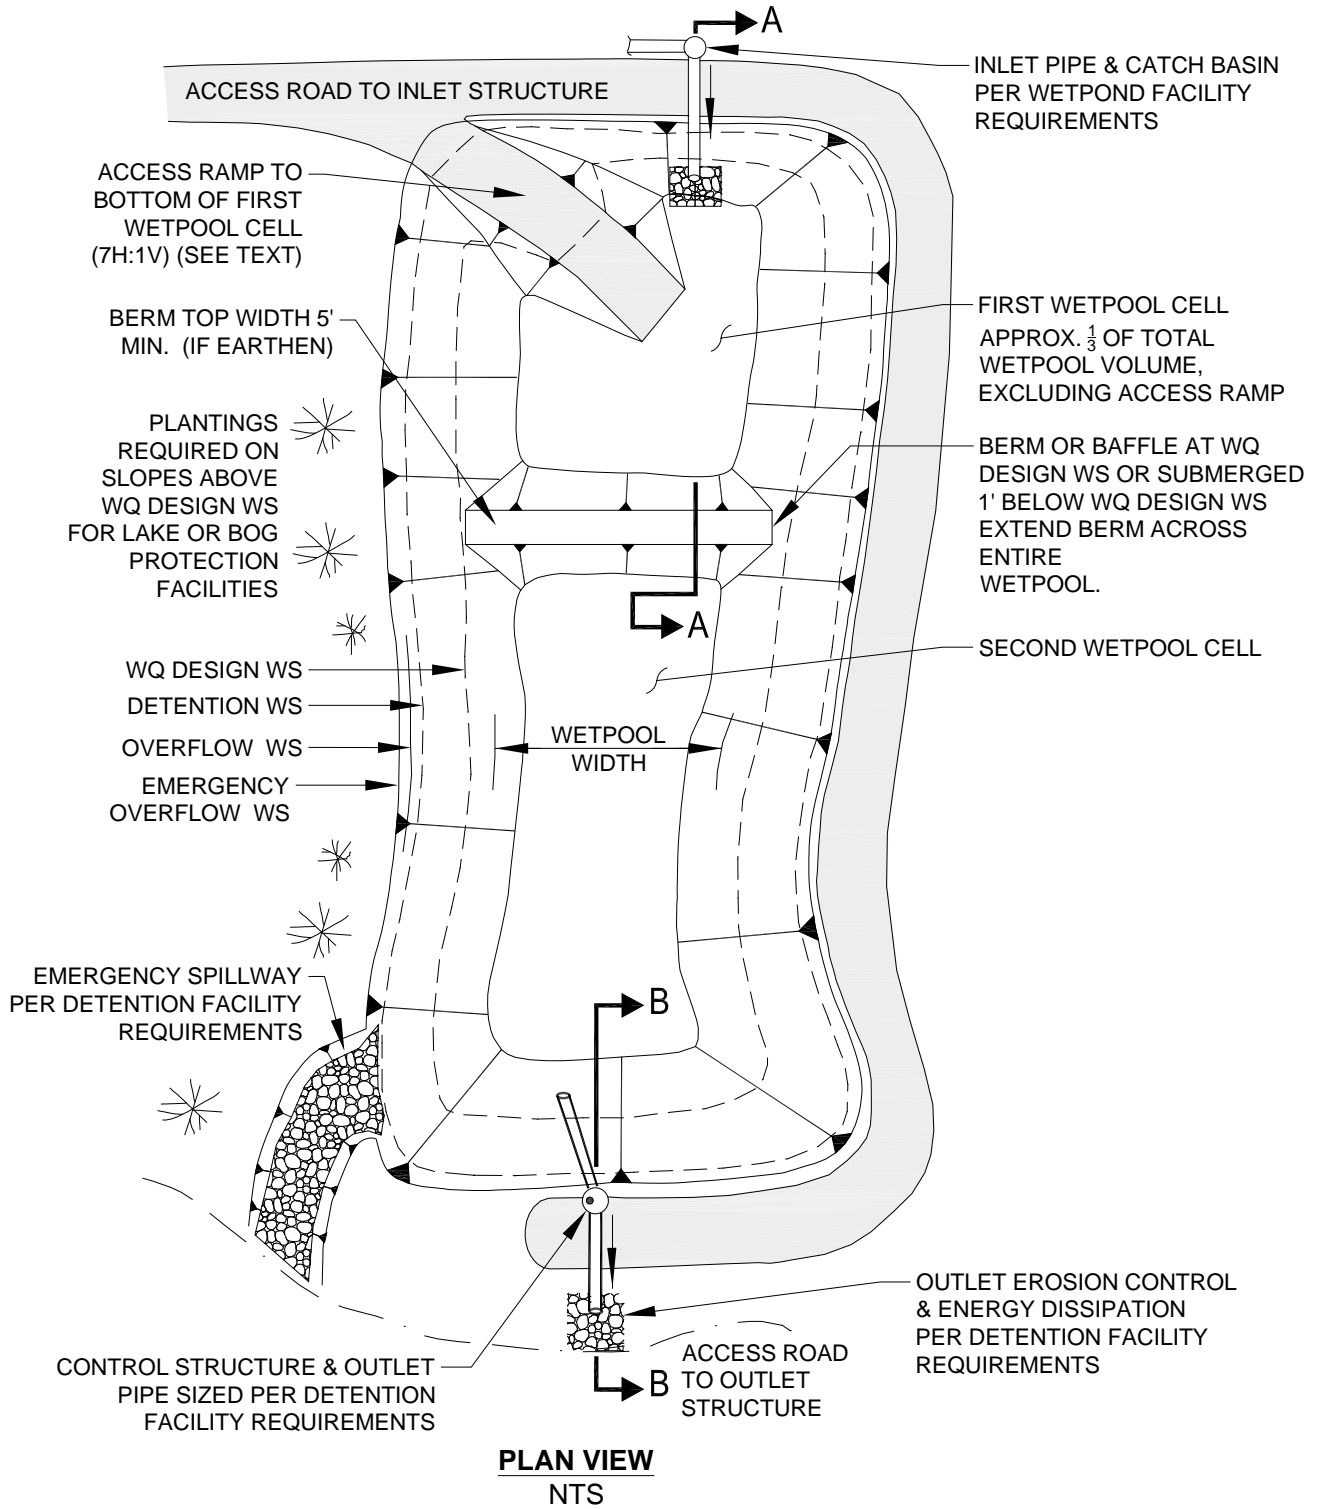 A
INLET PIPE & CATCH BASIN
PER WETPOND FACILITY
REQUIREMENTS
ACCESS ROAD TO INLET STRUCTURE
ACCESS RAMP TO
BOTTOM OF FIRST
WETPOOL CELL
(7H:1V) (SEE TEXT)
FIRST WETPOOL CELL
APPROX. 1/3 OF TOTAL
WETPOOL VOLUME,
EXCLUDING ACCESS RAMP
BERM TOP WIDTH 5'
MIN. (IF EARTHEN)
PLANTINGS
REQUIRED ON
SLOPES ABOVE
WQ DESIGN WS
FOR LAKE OR BOG
PROTECTION
FACILITIES
BERM OR BAFFLE AT WQ
DESIGN WS OR SUBMERGED
1' BELOW WQ DESIGN WS
EXTEND BERM ACROSS
ENTIRE
WETPOOL.
A
SECOND WETPOOL CELL
WQ DESIGN WS
DETENTION WS
OVERFLOW WS
EMERGENCY
OVERFLOW WS
WETPOOL
WIDTH
EMERGENCY SPILLWAY
PER DETENTION FACILITY
REQUIREMENTS
B
OUTLET EROSION CONTROL
& ENERGY DISSIPATION
PER DETENTION FACILITY
REQUIREMENTS
CONTROL STRUCTURE & OUTLET
PIPE SIZED PER DETENTION
FACILITY REQUIREMENTS
B
ACCESS ROAD
TO OUTLET
STRUCTURE
PLAN VIEW
NTS